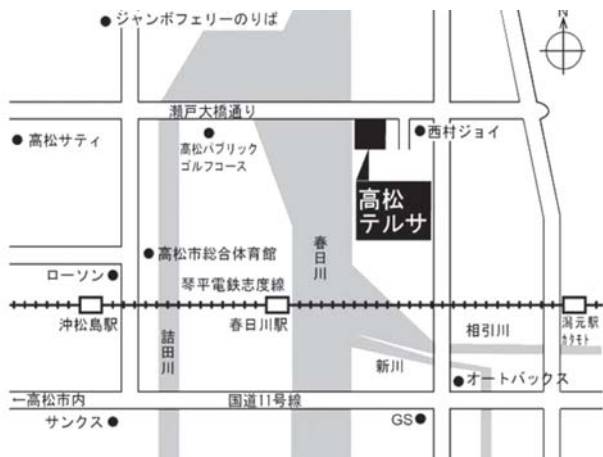 ジャンボフェリーのりば
N
瀬戸大橋通り
高松サティ
高松パブリック
ゴルフコース
西村ジョイ
高松
テルサ
春日川
高松市総合体育館
ローソン
琴平電鉄志度線
沖松島駅
春日川駅
相引川
潟元駅
カタモト
詰田川
新川
オートバックス
←高松市内
国道11号線
サンクス
GS